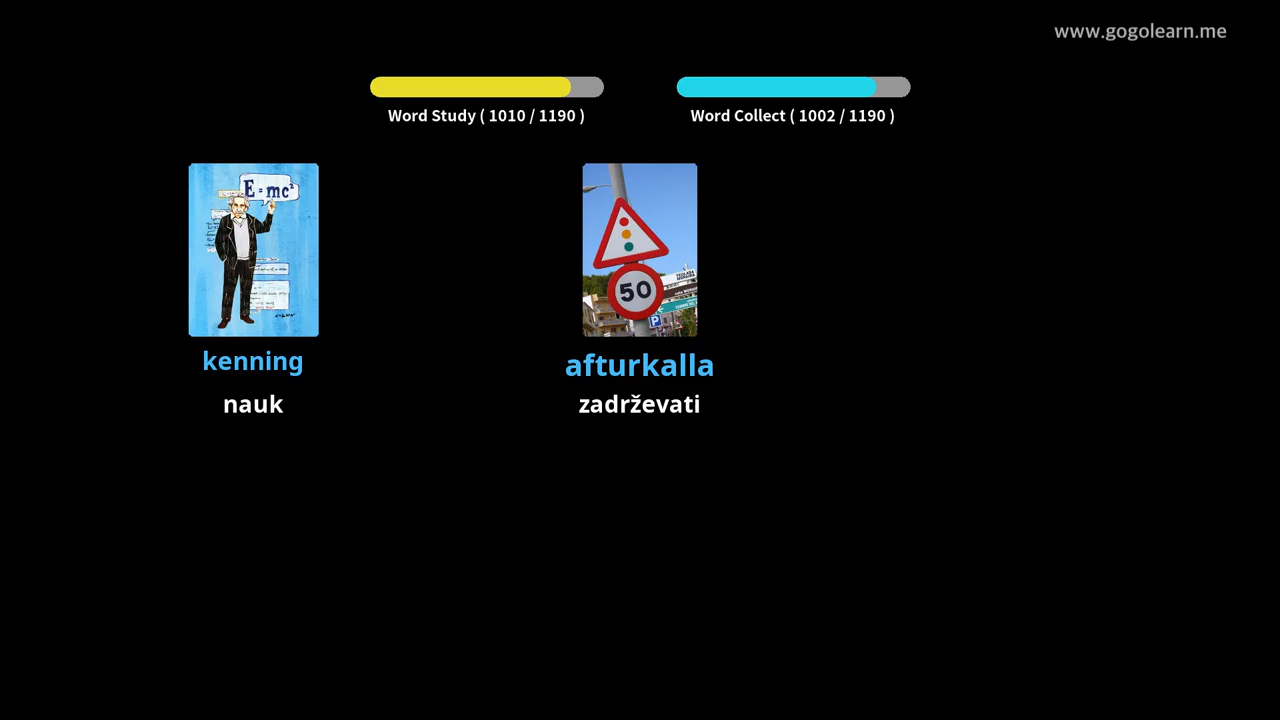 www.gogolearn.me
Word Study ( 1010 / 1190 )
Word Collect ( 1002 / 1190 )
E = mc²
50
P
kenning
afturkalla
nauk
zadrževati